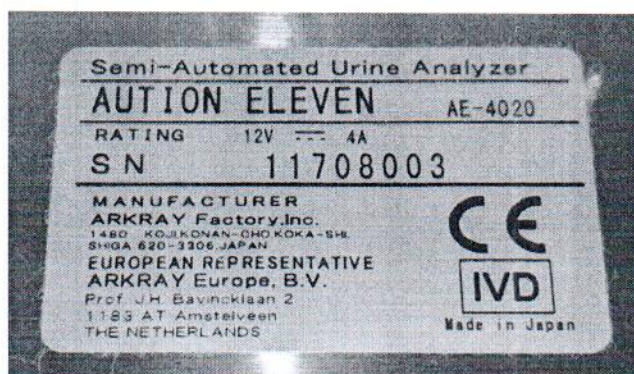 Semi-Automated Urine Analyzer
AUTION ELEVEN AE-4020
RATING 12V ⎓ 4A
SN 11708003
MANUFACTURER
ARKRAY Factory,Inc.
1480 KOJI,KONAN-CHO,KOKA-SHI,
SHIGA 520-3306,JAPAN
EUROPEAN REPRESENTATIVE
ARKRAY Europe, B.V.
Prof. J.H. Bavincklaan 2
1183 AT Amstelveen
THE NETHERLANDS
CE
IVD
Made in Japan